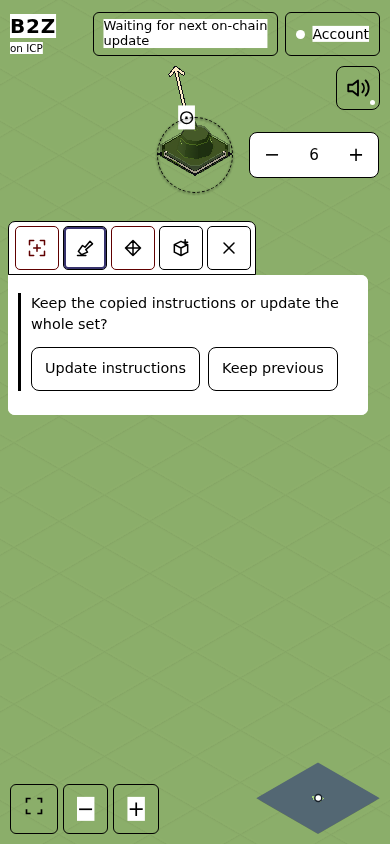 B2Z
on ICP
Waiting for next on-chain
update
Account
− 6 +
Keep the copied instructions or update the
whole set?
Update instructions
Keep previous
− +